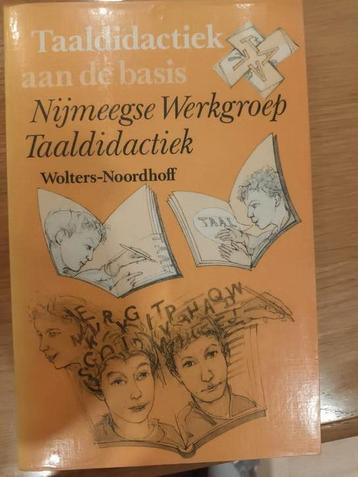 Taaldidactiek
aan de basis
Nijmeegse Werkgroep
Taaldidactiek
Wolters-Noordhoff
TAAL